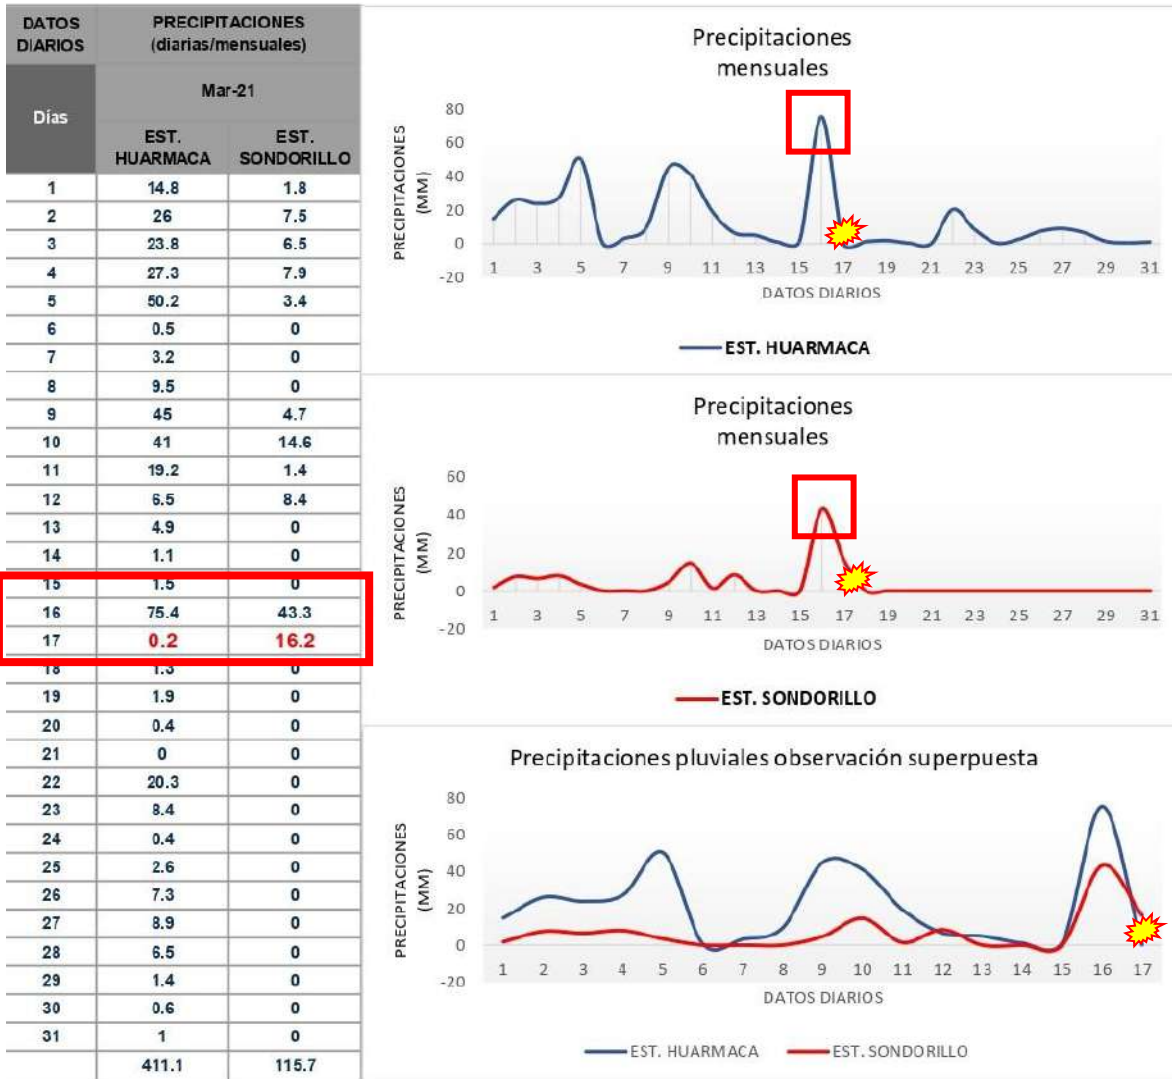 DATOS DIARIOS PRECIPITACIONES (diarias/mensuales)
Días Mar-21
EST. HUARMACA EST. SONDORILLO
1 14.8 1.8
2 26 7.5
3 23.8 6.5
4 27.3 7.9
5 50.2 3.4
6 0.5 0
7 3.2 0
8 9.5 0
9 45 4.7
10 41 14.6
11 19.2 1.4
12 6.5 8.4
13 4.9 0
14 1.1 0
15 1.5 0
16 75.4 43.3
17 0.2 16.2
18 1.3 0
19 1.9 0
20 0.4 0
21 0 0
22 20.3 0
23 8.4 0
24 0.4 0
25 2.6 0
26 7.3 0
27 8.9 0
28 6.5 0
29 1.4 0
30 0.6 0
31 1 0
411.1 115.7
Precipitaciones
mensuales
PRECIPITACIONES
(MM)
80
60
40
20
0
-20
1 3 5 7 9 11 13 15 17 19 21 23 25 27 29 31
DATOS DIARIOS
EST. HUARMACA
Precipitaciones
mensuales
PRECIPITACIONES
(MM)
60
40
20
0
-20
1 3 5 7 9 11 13 15 17 19 21 23 25 27 29 31
DATOS DIARIOS
EST. SONDORILLO
Precipitaciones pluviales observación superpuesta
PRECIPITACIONES
(MM)
80
60
40
20
0
-20
1 2 3 4 5 6 7 8 9 10 11 12 13 14 15 16 17
DATOS DIARIOS
EST. HUARMACA EST. SONDORILLO